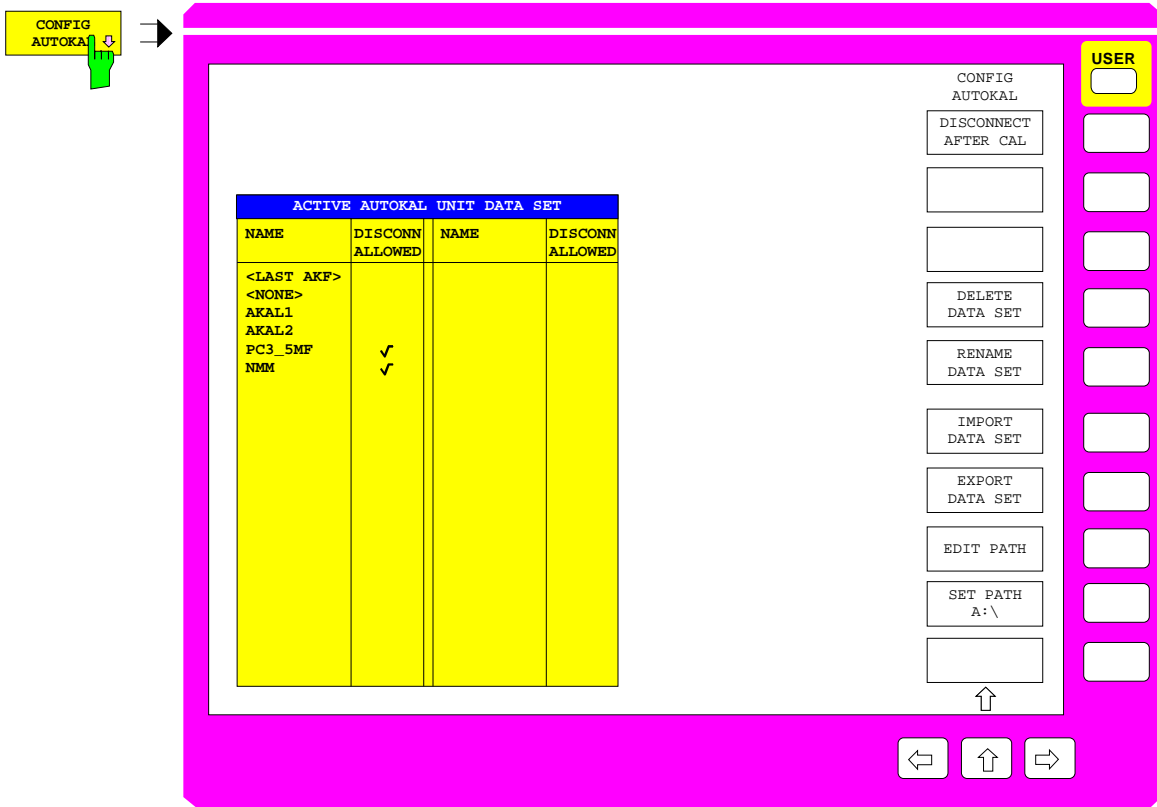 CONFIG
AUTOKAL
USER
CONFIG
AUTOKAL
DISCONNECT
AFTER CAL
DELETE
DATA SET
RENAME
DATA SET
IMPORT
DATA SET
EXPORT
DATA SET
EDIT PATH
SET PATH
A:\
ACTIVE AUTOKAL UNIT DATA SET
NAME DISCONN ALLOWED NAME DISCONN ALLOWED
<LAST AKF>
<NONE>
AKAL1
AKAL2
PC3_5MF √
NMM √